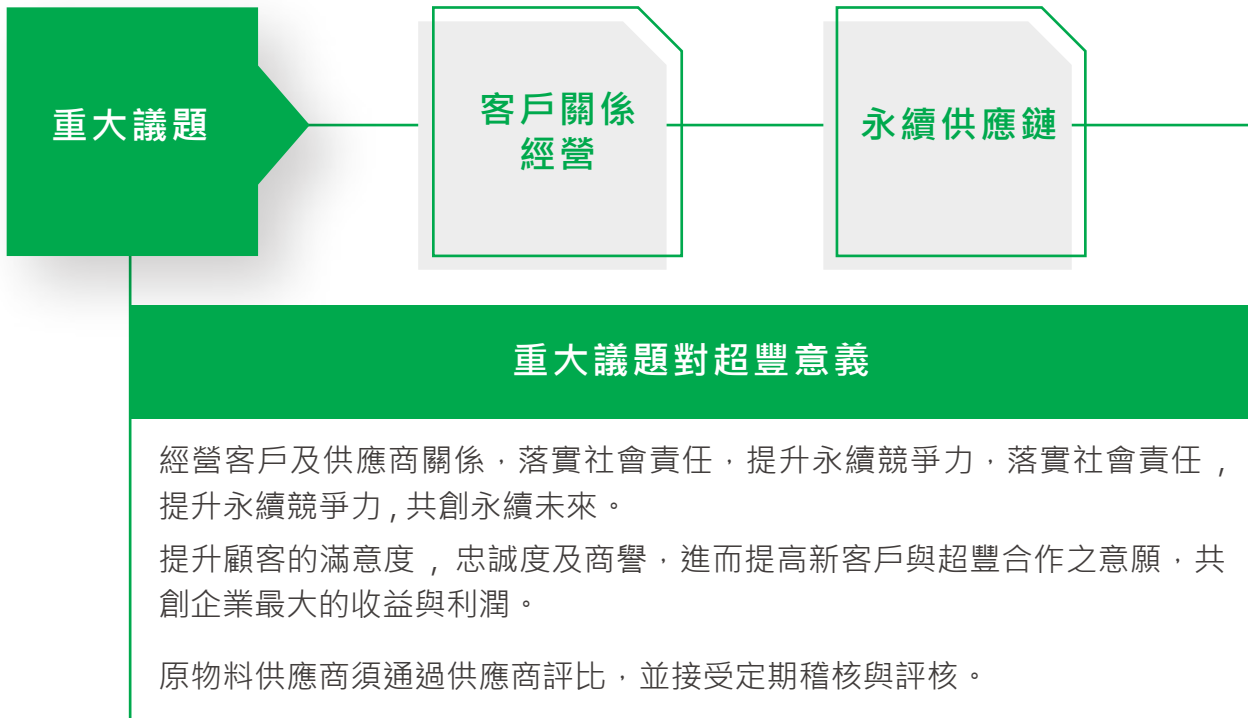 重大議題
客戶關係
經營
永續供應鏈
重大議題對超豐意義
經營客戶及供應商關係，落實社會責任，提升永續競爭力，落實社會責任 ,
提升永續競爭力 , 共創永續未來。
提升顧客的滿意度 , 忠誠度及商譽，進而提高新客戶與超豐合作之意願，共
創企業最大的收益與利潤。
原物料供應商須通過供應商評比，並接受定期稽核與評核。